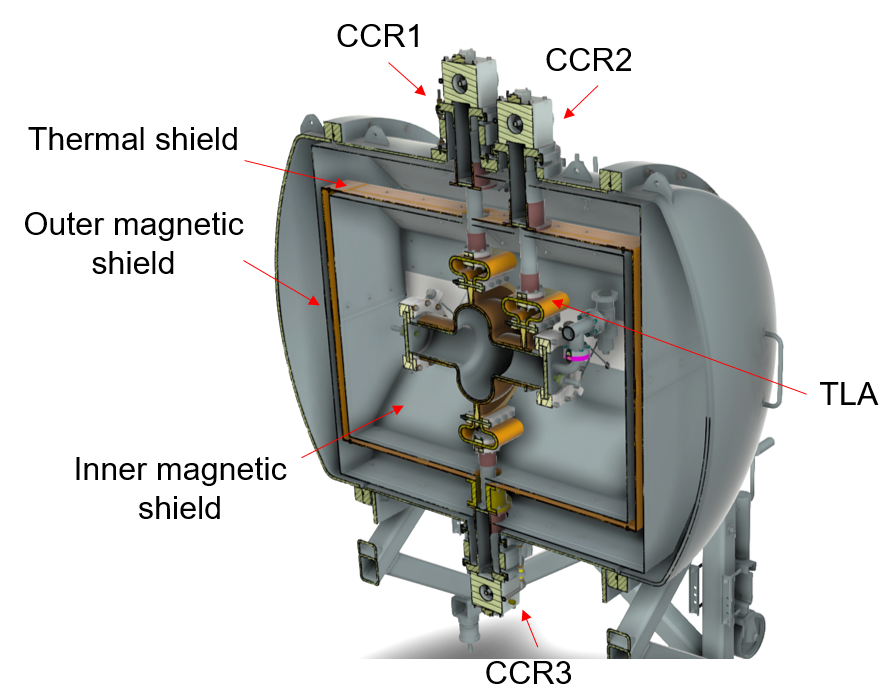 CCR1
CCR2
Thermal shield
Outer magnetic
shield
TLA
Inner magnetic
shield
CCR3